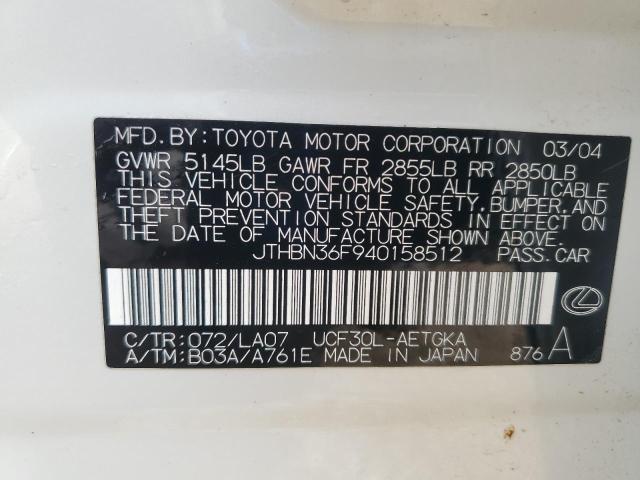 MFD.BY:TOYOTA MOTOR CORPORATION 03/04
GVWR 5145LB GAWR FR 2855LB RR 2850LB
THIS VEHICLE CONFORMS TO ALL APPLICABLE
FEDERAL MOTOR VEHICLE SAFETY,BUMPER,AND
THEFT PREVENTION STANDARDS IN EFFECT ON
THE DATE OF MANUFACTURE SHOWN ABOVE.
JTHBN36F940158512 PASS.CAR
C/TR:072/LA07 UCF30L-AETGKA
A/TM:B03A/A761E MADE IN JAPAN 876 A